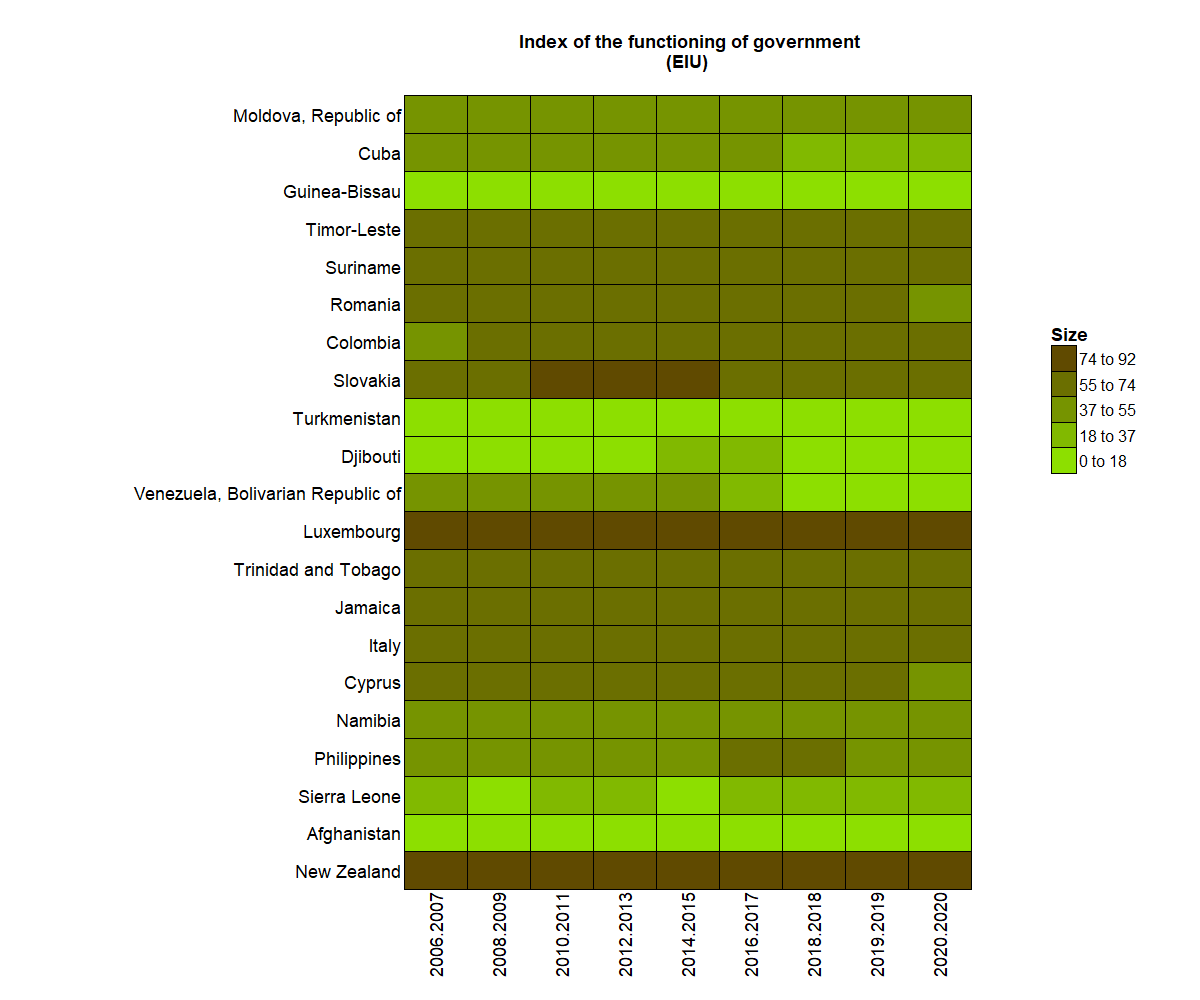 Index of the functioning of government
(EIU)
Moldova, Republic of
Cuba
Guinea-Bissau
Timor-Leste
Suriname
Romania
Colombia
Slovakia
Turkmenistan
Djibouti
Venezuela, Bolivarian Republic of
Luxembourg
Trinidad and Tobago
Jamaica
Italy
Cyprus
Namibia
Philippines
Sierra Leone
Afghanistan
New Zealand
2006.2007
2008.2009
2010.2011
2012.2013
2014.2015
2016.2017
2018.2018
2019.2019
2020.2020
Size
74 to 92
55 to 74
37 to 55
18 to 37
0 to 18